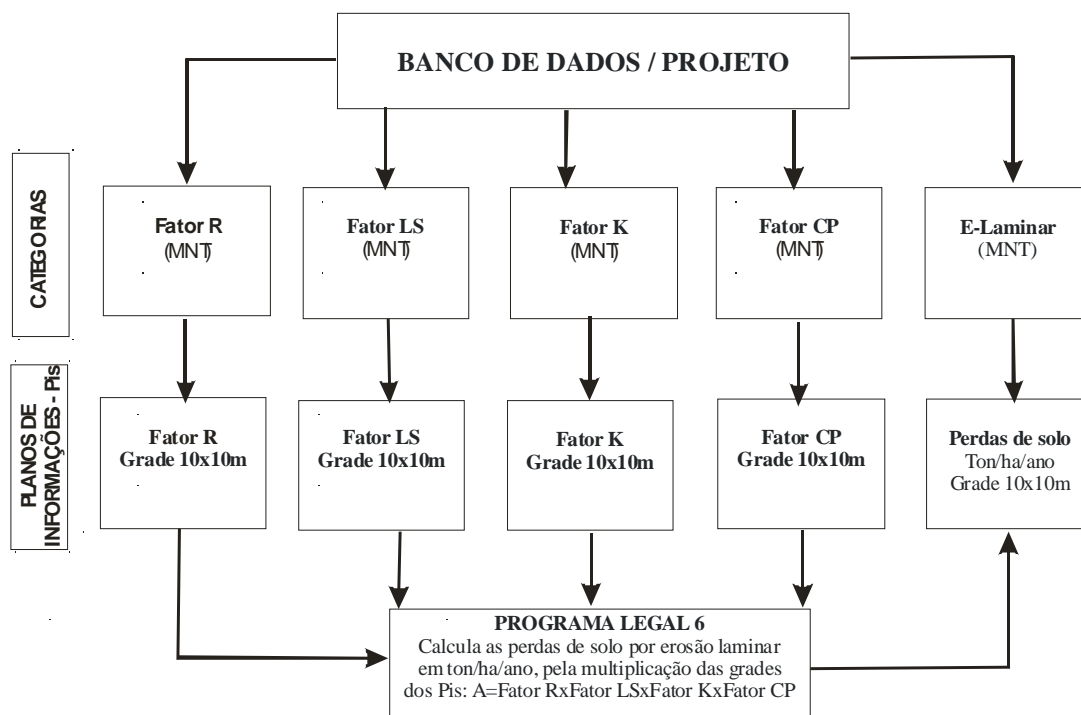 BANCO DE DADOS / PROJETO
CATEGORIAS
Fator R
(MNT)
Fator LS
(MNT)
Fator K
(MNT)
Fator CP
(MNT)
E-Laminar
(MNT)
PLANOS DE
INFORMAÇÕES - Pis
Fator R
Grade 10x10m
Fator LS
Grade 10x10m
Fator K
Grade 10x10m
Fator CP
Grade 10x10m
Perdas de solo
Ton/ha/ano
Grade 10x10m
PROGRAMA LEGAL 6
Calcula as perdas de solo por erosão laminar
em ton/ha/ano, pela multiplicação das grades
dos Pis: A=Fator RxFator LSxFator KxFator CP